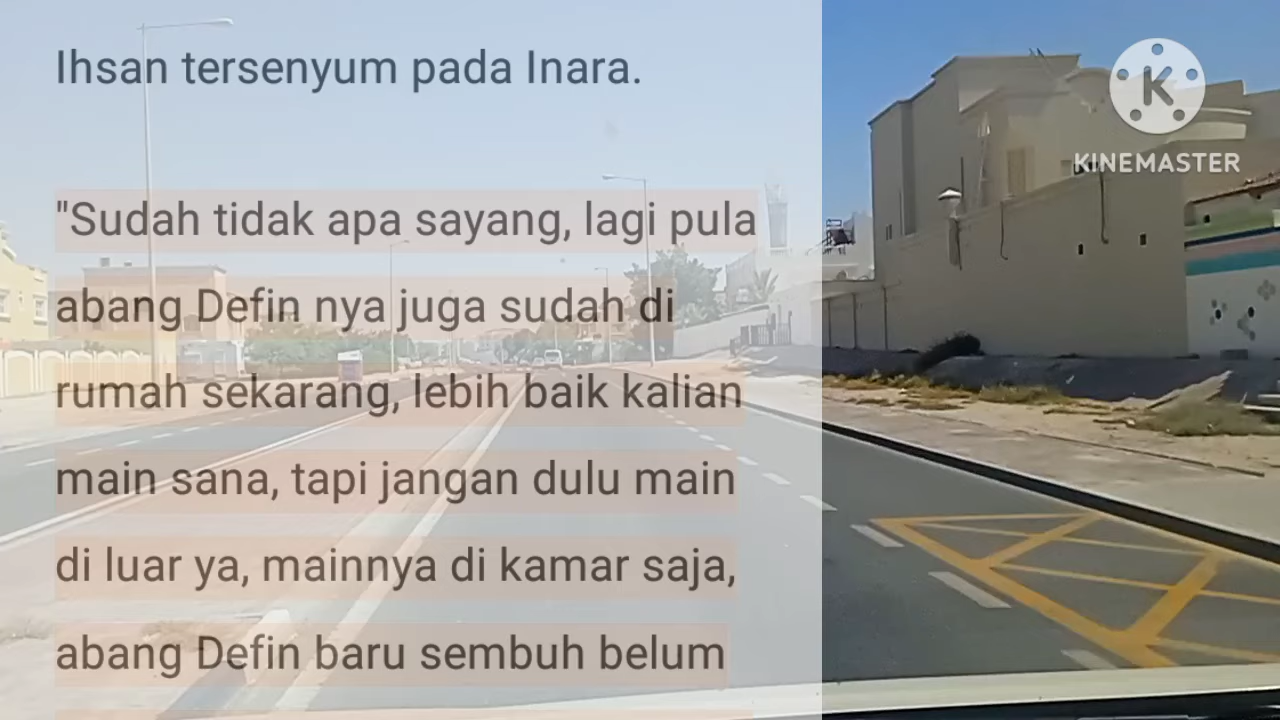 Ihsan tersenyum pada Inara.
"Sudah tidak apa sayang, lagi pula
abang Defin nya juga sudah di
rumah sekarang, lebih baik kalian
main sana, tapi jangan dulu main
di luar ya, mainnya di kamar saja,
abang Defin baru sembuh belum
K
KINEMASTER